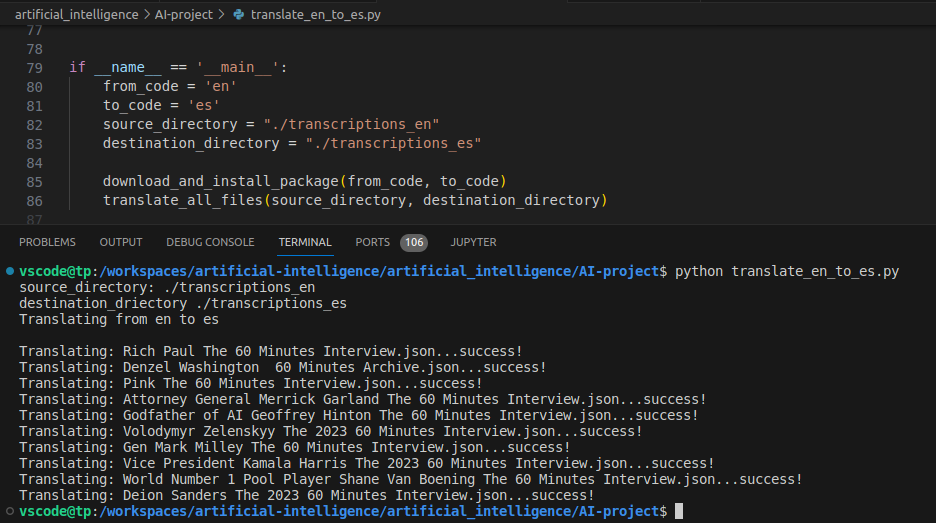 artificial_intelligence > AI-project > translate_en_to_es.py
77
78
79 if __name__ == '__main__':
80 from_code = 'en'
81 to_code = 'es'
82 source_directory = "./transcriptions_en"
83 destination_directory = "./transcriptions_es"
84
85 download_and_install_package(from_code, to_code)
86 translate_all_files(source_directory, destination_directory)
87
PROBLEMS OUTPUT DEBUG CONSOLE TERMINAL PORTS 106 JUPYTER
vscode@tp:/workspaces/artificial-intelligence/artificial_intelligence/AI-project$ python translate_en_to_es.py
source_directory: ./transcriptions_en
destination_driectory ./transcriptions_es
Translating from en to es
Translating: Rich Paul The 60 Minutes Interview.json...success!
Translating: Denzel Washington  60 Minutes Archive.json...success!
Translating: Pink The 60 Minutes Interview.json...success!
Translating: Attorney General Merrick Garland The 60 Minutes Interview.json...success!
Translating: Godfather of AI Geoffrey Hinton The 60 Minutes Interview.json...success!
Translating: Volodymyr Zelenskyy The 2023 60 Minutes Interview.json...success!
Translating: Gen Mark Milley The 60 Minutes Interview.json...success!
Translating: Vice President Kamala Harris The 2023 60 Minutes Interview.json...success!
Translating: World Number 1 Pool Player Shane Van Boening The 60 Minutes Interview.json...success!
Translating: Deion Sanders The 2023 60 Minutes Interview.json...success!
vscode@tp:/workspaces/artificial-intelligence/artificial_intelligence/AI-project$